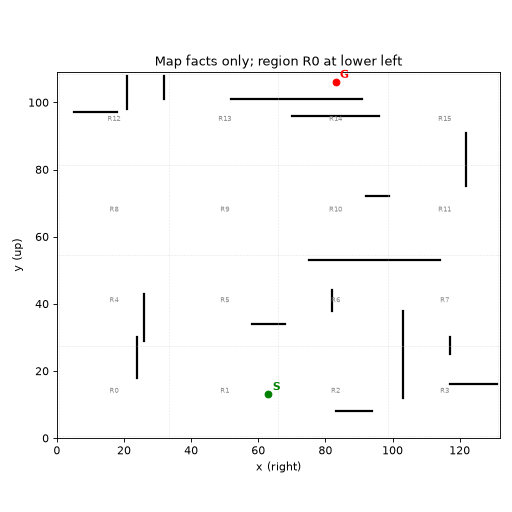 Map facts only; region R0 at lower left
G
100
R12
R13
R14
R15
80
R8
R9
R10
R11
60
y (up)
40
R4
R5
R6
R7
20
S
R0
R1
R2
R3
0
0 20 40 60 80 100 120
x (right)